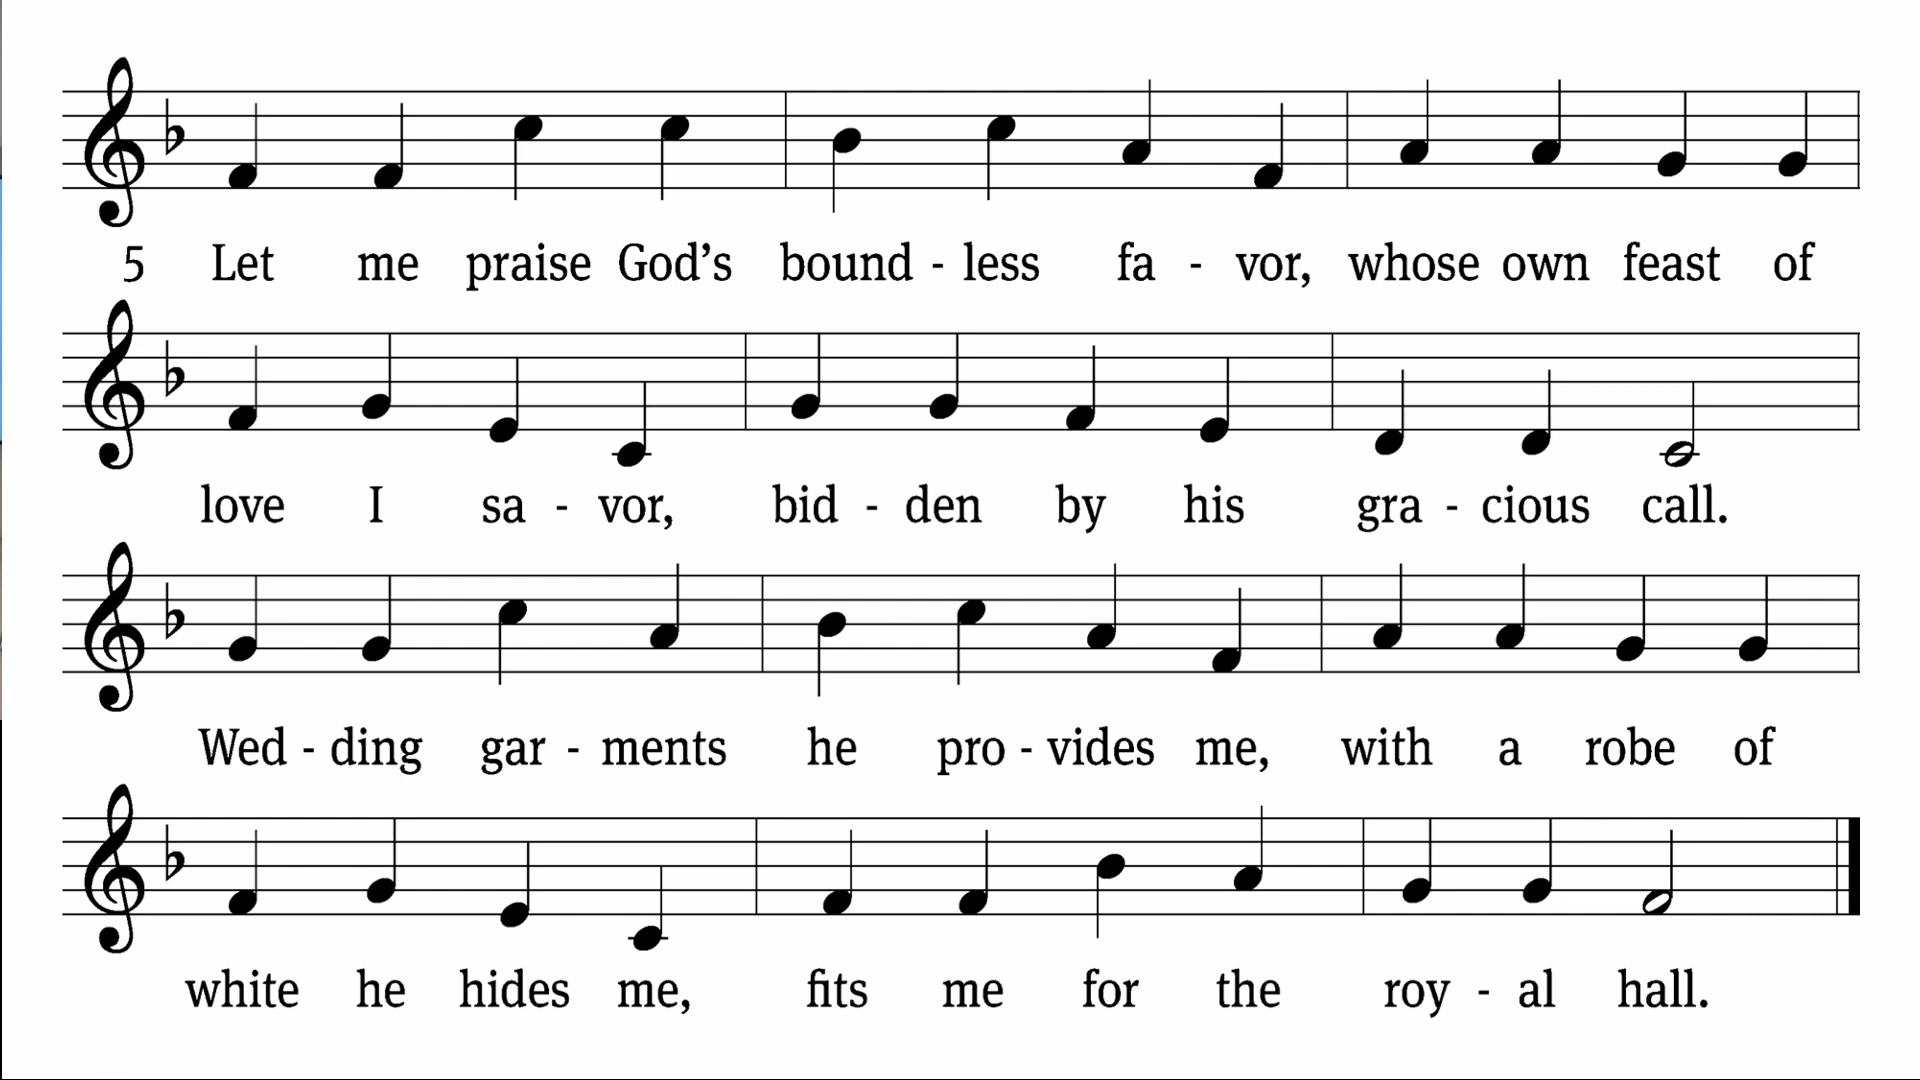 5 Let me praise God’s bound - less fa - vor, whose own feast of
love I sa - vor, bid - den by his gra - cious call.
Wed - ding gar - ments he pro - vides me, with a robe of
white he hides me, fits me for the roy - al hall.